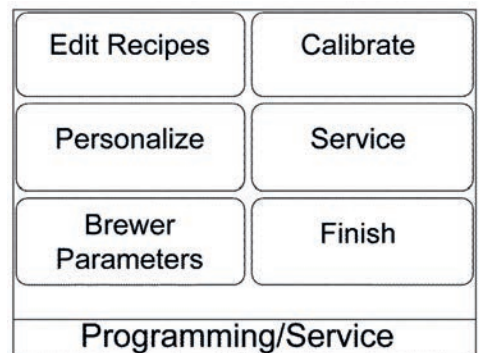 Edit Recipes
Calibrate
Personalize
Service
Brewer
Parameters
Finish
Programming/Service